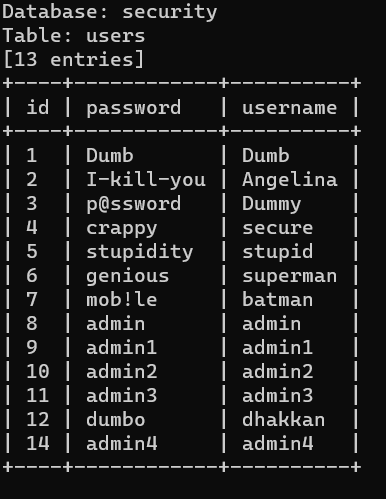 Database: security
Table: users
[13 entries]
+----+------------+----------+
| id | password   | username |
+----+------------+----------+
| 1  | Dumb       | Dumb     |
| 2  | I-kill-you | Angelina |
| 3  | p@ssword   | Dummy    |
| 4  | crappy     | secure   |
| 5  | stupidity  | stupid   |
| 6  | genious    | superman |
| 7  | mob!le     | batman   |
| 8  | admin      | admin    |
| 9  | admin1     | admin1   |
| 10 | admin2     | admin2   |
| 11 | admin3     | admin3   |
| 12 | dumbo      | dhakkan  |
| 14 | admin4     | admin4   |
+----+------------+----------+